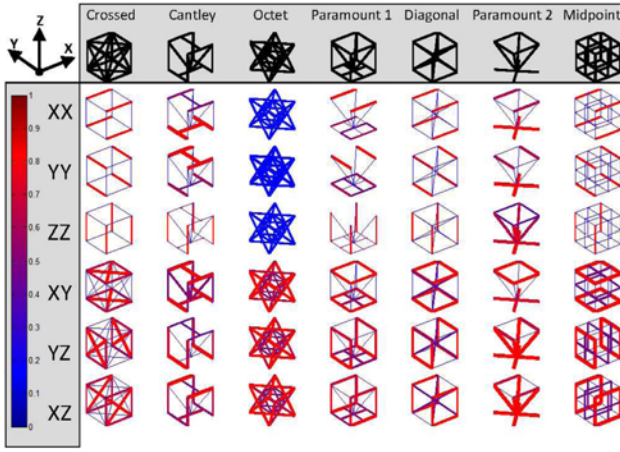 Z
Y X
Crossed Cantley Octet Paramount 1 Diagonal Paramount 2 Midpoint
1
0.9
0.8
0.7
0.6
0.5
0.4
0.3
0.2
0.1
0
XX
YY
ZZ
XY
YZ
XZ